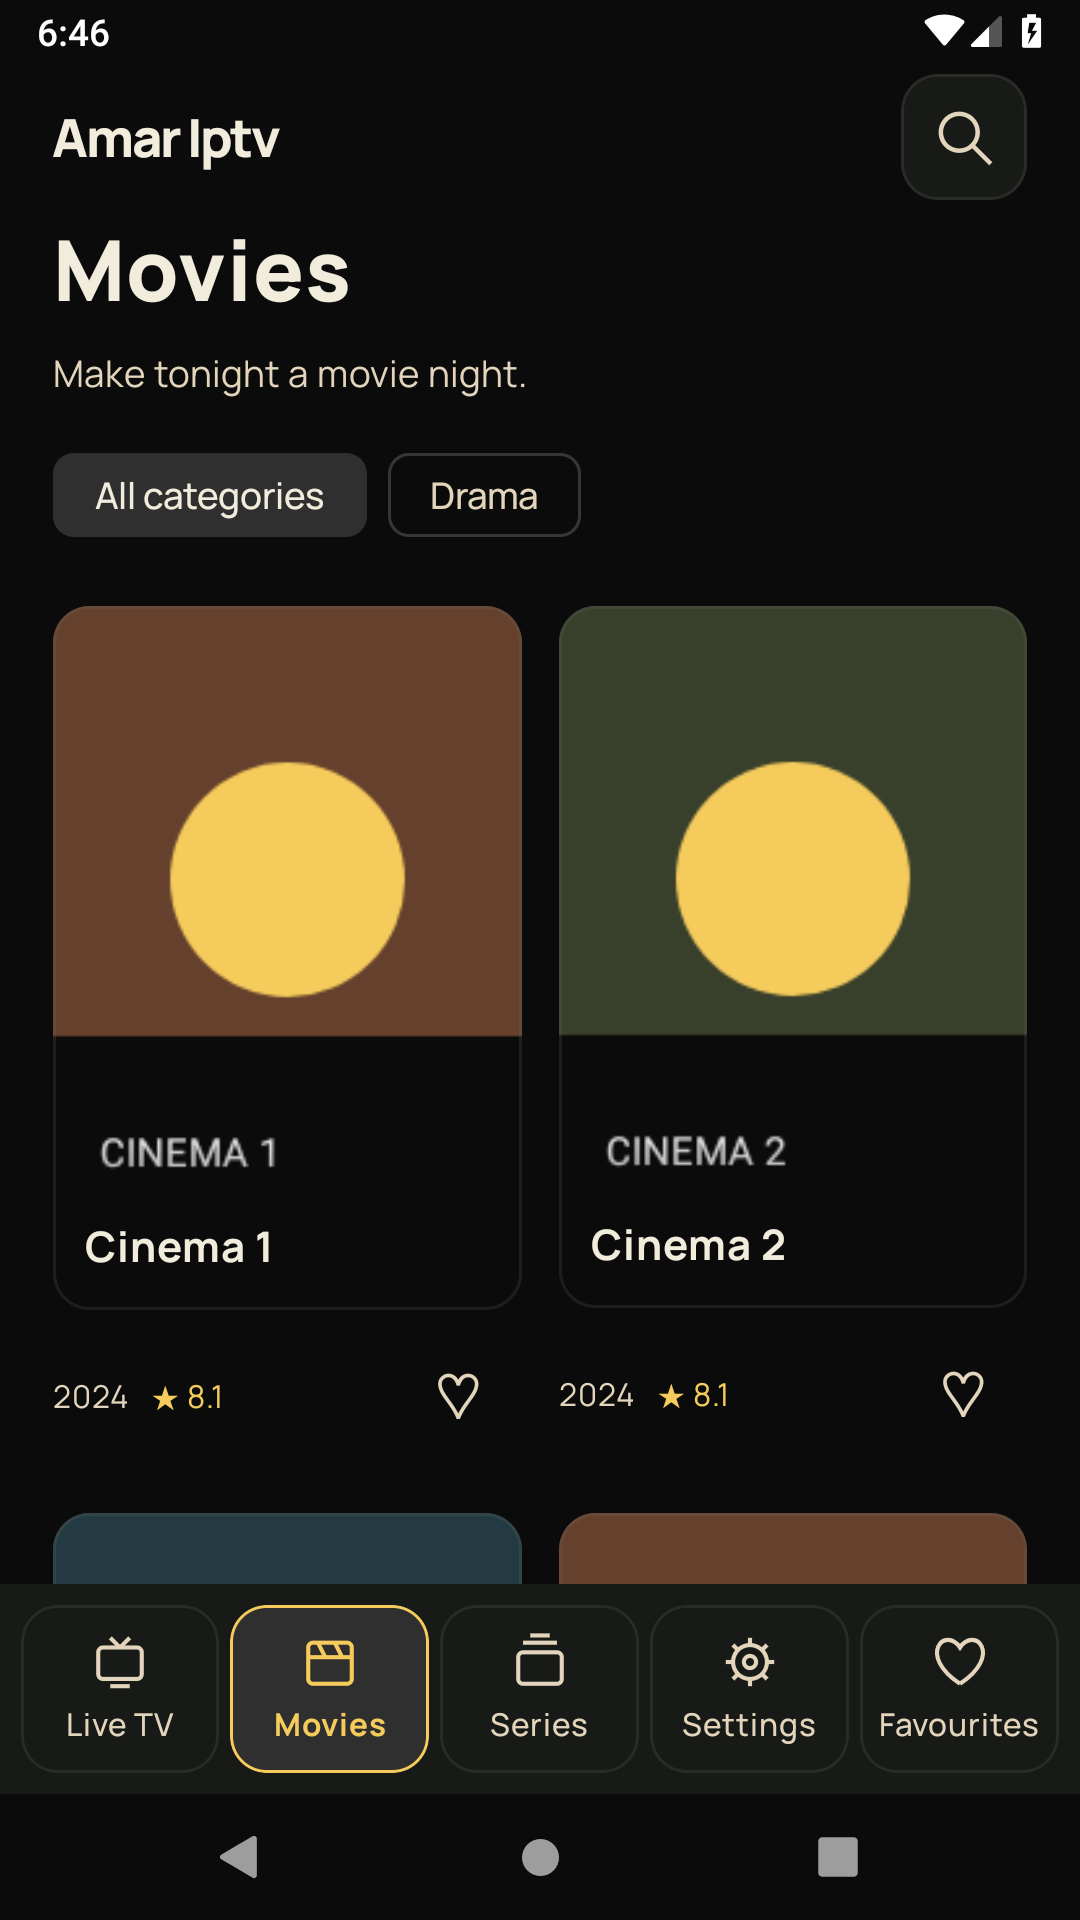 6:46
Amar Iptv
Movies
Make tonight a movie night.
All categories Drama
CINEMA 1 CINEMA 2
Cinema 1 Cinema 2
2024 ★ 8.1 2024 ★ 8.1
Live TV Movies Series Settings Favourites